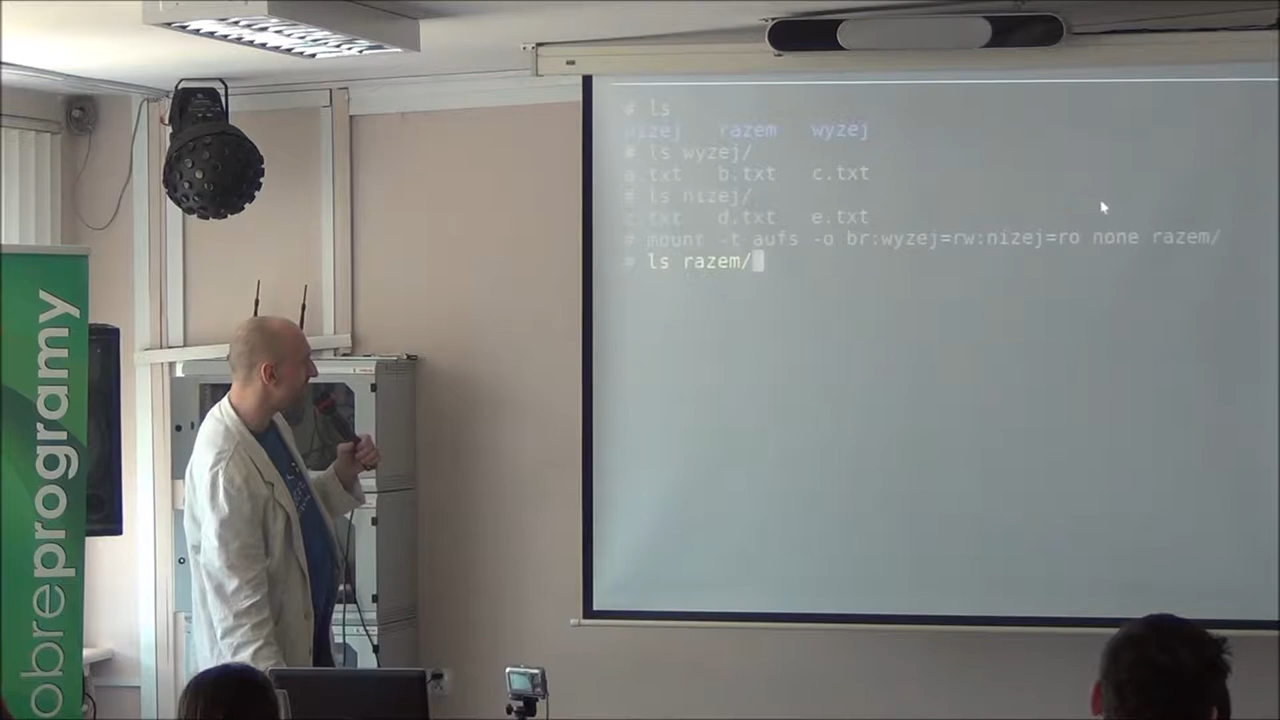 # ls
nizej razem wyzej
# ls wyzej/
a.txt b.txt c.txt
# ls nizej/
c.txt d.txt e.txt
# mount -t aufs -o br:wyzej=rw:nizej=ro none razem/
# ls razem/
obreprogramy